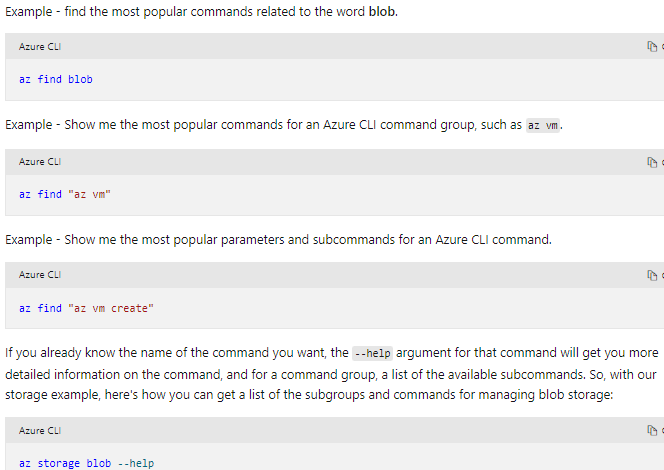 Example - find the most popular commands related to the word blob.
Azure CLI
az find blob
Example - Show me the most popular commands for an Azure CLI command group, such as az vm.
Azure CLI
az find "az vm"
Example - Show me the most popular parameters and subcommands for an Azure CLI command.
Azure CLI
az find "az vm create"
If you already know the name of the command you want, the --help argument for that command will get you more
detailed information on the command, and for a command group, a list of the available subcommands. So, with our
storage example, here's how you can get a list of the subgroups and commands for managing blob storage:
Azure CLI
az storage blob --help